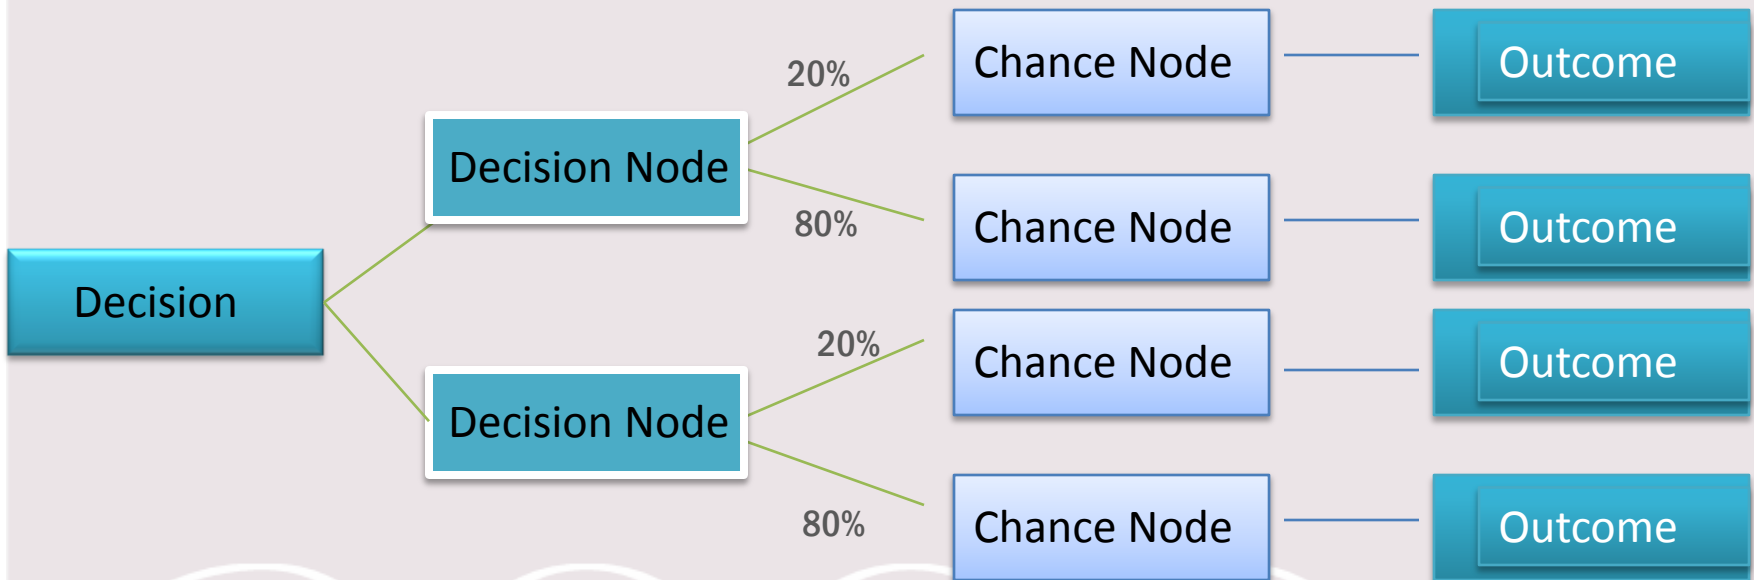 20%
Chance Node
Outcome
Decision Node
80%
Chance Node
Outcome
Decision
20%
Chance Node
Outcome
Decision Node
80%
Chance Node
Outcome